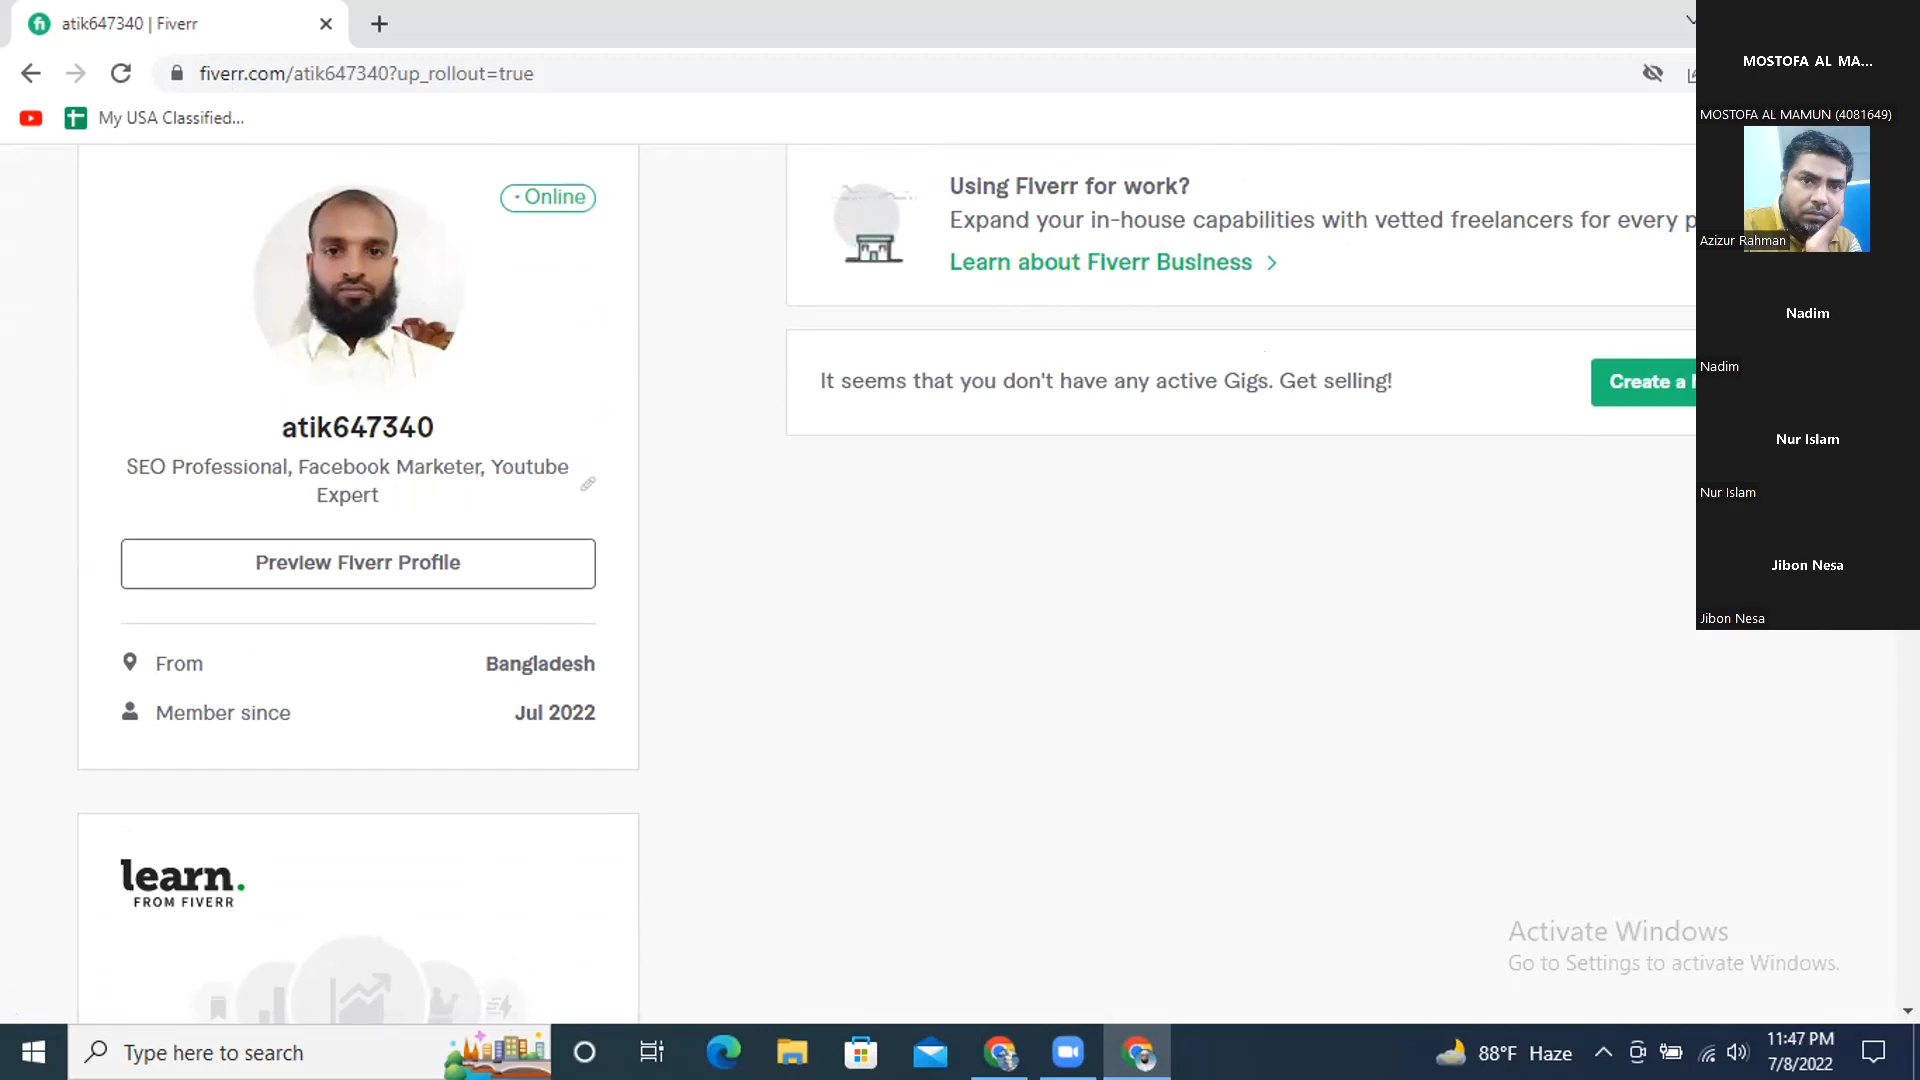 atik647340 | Fiverr
fiverr.com/atik647340?up_rollout=true
My USA Classified...
MOSTOFA AL MA...
MOSTOFA AL MAMUN (4081649)
Azizur Rahman
Nadim
Nadim
Nur Islam
Nur Islam
Jibon Nesa
Jibon Nesa
Online
atik647340
SEO Professional, Facebook Marketer, Youtube
Expert
Preview Fiverr Profile
From Bangladesh
Member since Jul 2022
learn.
FROM FIVERR
Using Fiverr for work?
Expand your in-house capabilities with vetted freelancers for every p
Learn about Fiverr Business
It seems that you don't have any active Gigs. Get selling!
Create a
Activate Windows
Go to Settings to activate Windows.
Type here to search
88°F Haze
11:47 PM
7/8/2022